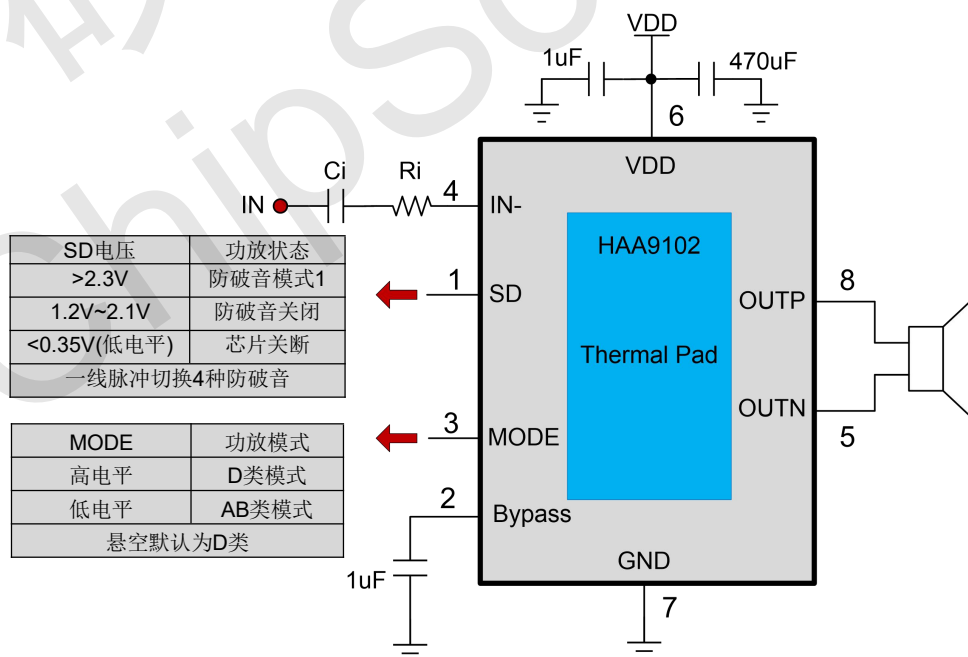 VDD
1uF
470uF
6
VDD
Ci
Ri
IN
4
IN-
HAA9102
Thermal Pad
SD电压 功放状态
>2.3V 防破音模式1
1.2V~2.1V 防破音关闭
<0.35V(低电平) 芯片关断
一线脉冲切换4种防破音
1
SD
8
OUTP
OUTN
5
MODE 功放模式
高电平 D类模式
低电平 AB类模式
悬空默认为D类
3
MODE
2
Bypass
1uF
GND
7
ChipSo